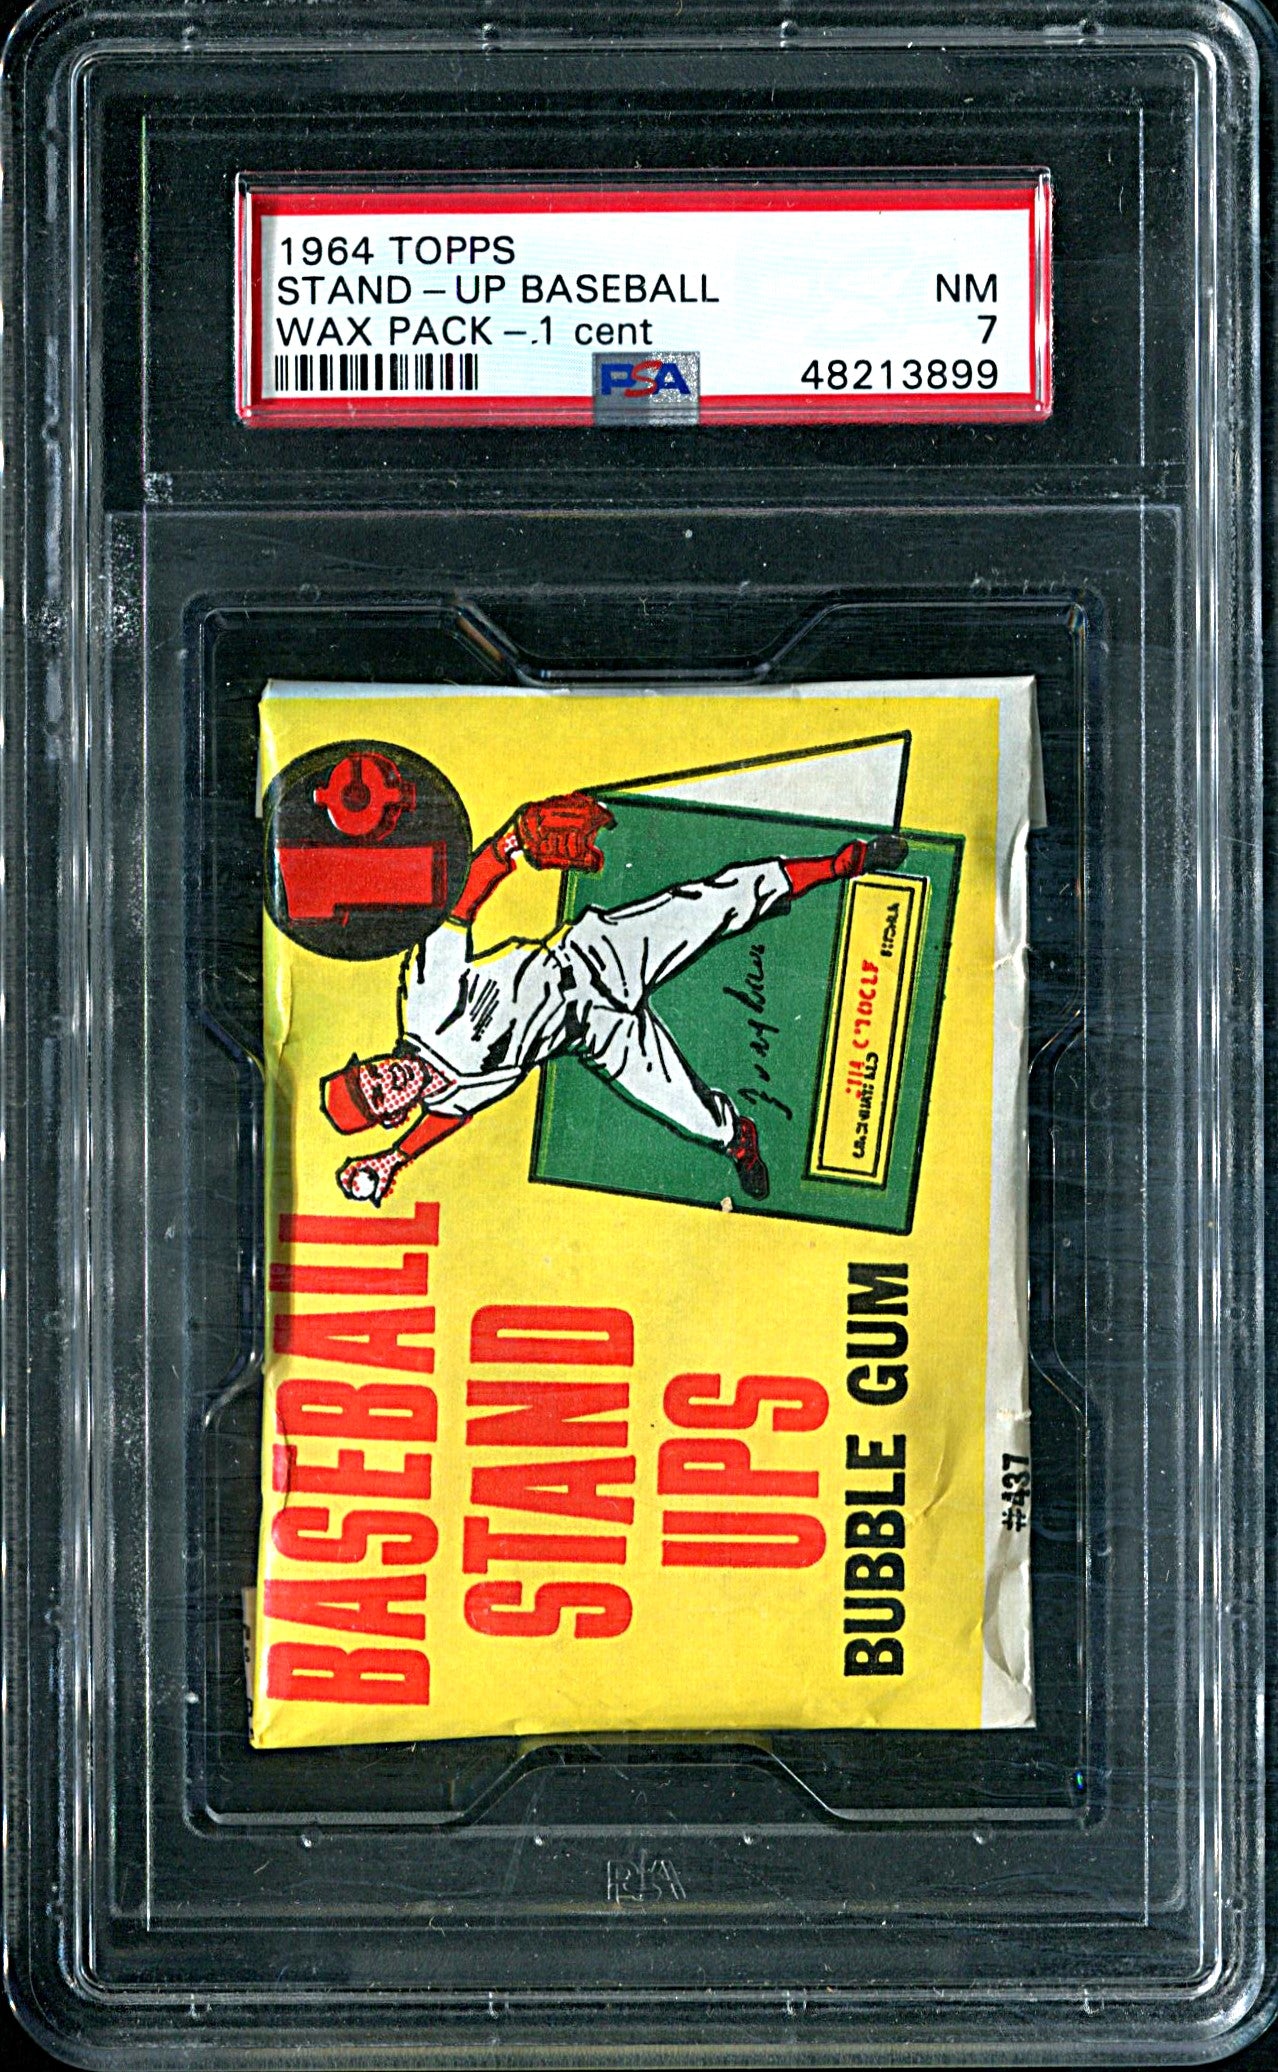 1964 TOPPS
STAND-UP BASEBALL NM
WAX PACK-.1 cent 7
PSA 48213899
1¢
BASEBALL
STAND
UPS
BUBBLE GUM
#437
PSA